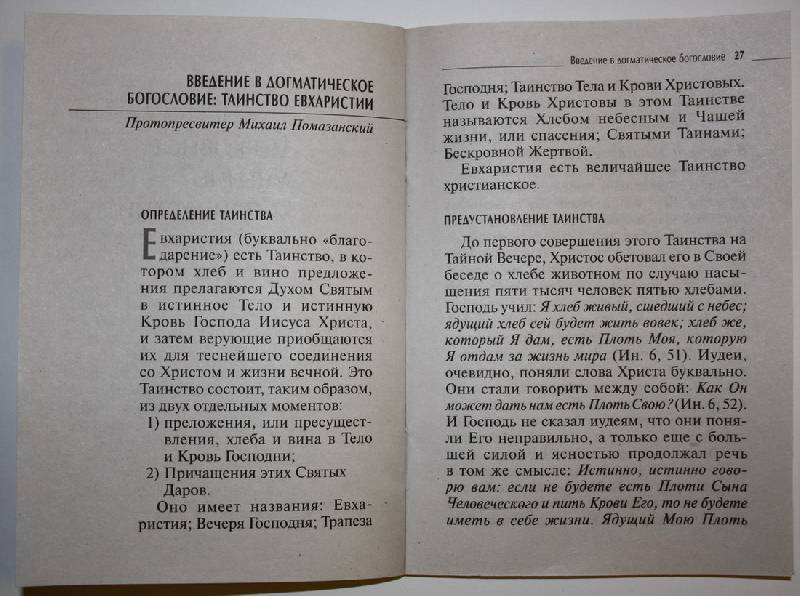 ВВЕДЕНИЕ В ДОГМАТИЧЕСКОЕ
БОГОСЛОВИЕ: ТАИНСТВО ЕВХАРИСТИИ
Протопресвитер Михаил Помазанский
ОПРЕДЕЛЕНИЕ ТАИНСТВА
Евхаристия (буквально «благо-
дарение») есть Таинство, в ко-
тором хлеб и вино предложе-
ния прелагаются Духом Святым
в истинное Тело и истинную
Кровь Господа Иисуса Христа,
и затем верующие приобщаются
их для теснейшего соединения
со Христом и жизни вечной. Это
Таинство состоит, таким образом,
из двух отдельных моментов:
1) преложения, или пресущест-
вления, хлеба и вина в Тело
и Кровь Господни;
2) Причащения этих Святых
Даров.
Оно имеет названия: Евха-
ристия; Вечеря Господня; Трапеза
Введение в догматическое богословие 27
Господня; Таинство Тела и Крови Христовых.
Тело и Кровь Христовы в этом Таинстве
называются Хлебом небесным и Чашей
жизни, или спасения; Святыми Таинами;
Бескровной Жертвой.
Евхаристия есть величайшее Таинство
христианское.
ПРЕДУСТАНОВЛЕНИЕ ТАИНСТВА
До первого совершения этого Таинства на
Тайной Вечере, Христос обетовал его в Своей
беседе о хлебе животном по случаю насы-
щения пяти тысяч человек пятью хлебами.
Господь учил: Я хлеб живый, сшедший с небес;
ядущий хлеб сей будет жить вовек; хлеб же,
который Я дам, есть Плоть Моя, которую
Я отдам за жизнь мира (Ин. 6, 51). Иудеи,
очевидно, поняли слова Христа буквально.
Они стали говорить между собой: Как Он
может дать нам есть Плоть Свою? (Ин. 6, 52).
И Господь не сказал иудеям, что они поня-
ли Его неправильно, а только еще с боль-
шей силой и ясностью продолжал речь
в том же смысле: Истинно, истинно гово-
рю вам: если не будете есть Плоти Сына
Человеческого и пить Крови Его, то не будете
иметь в себе жизни. Ядущий Мою Плоть